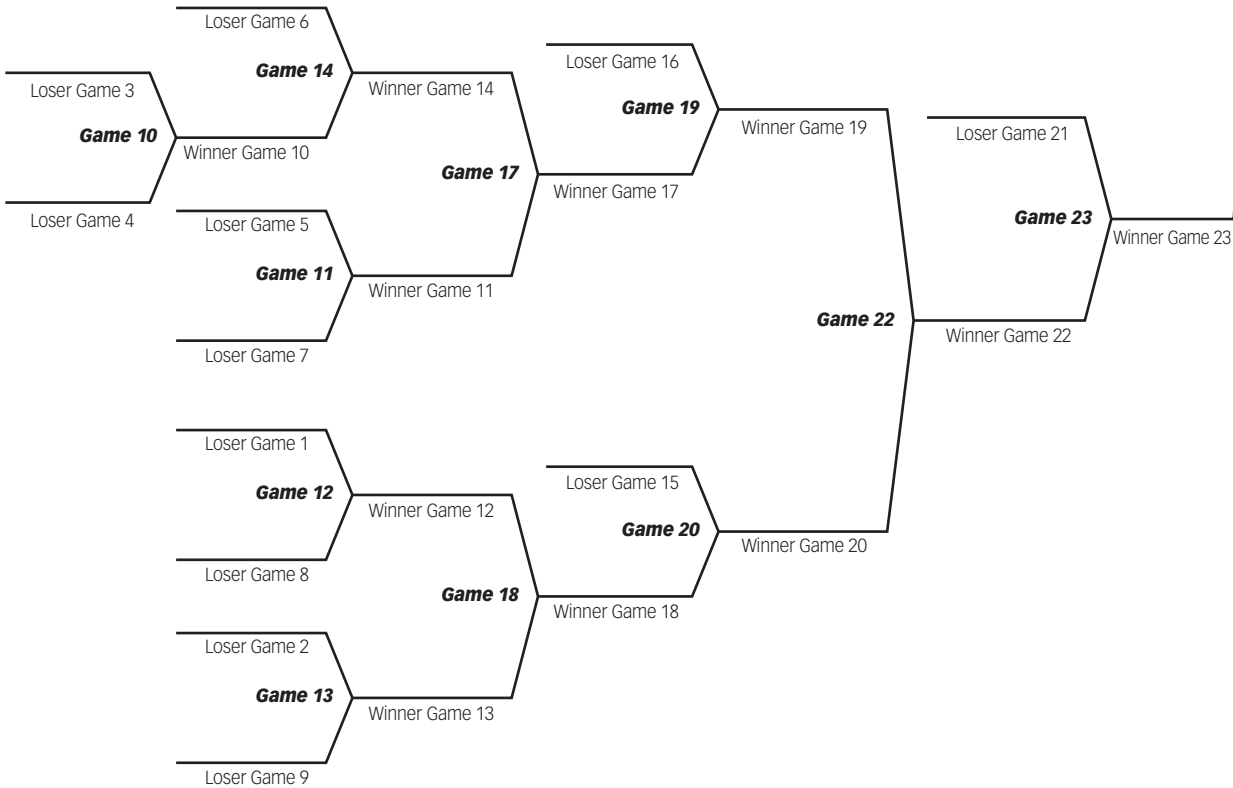 Loser Game 6
Game 14
Loser Game 3
Winner Game 14
Game 10
Winner Game 10
Loser Game 4
Loser Game 5
Game 11
Winner Game 11
Loser Game 7
Game 17
Loser Game 16
Game 19
Winner Game 17
Winner Game 19
Loser Game 1
Game 12
Winner Game 12
Loser Game 8
Game 18
Loser Game 2
Game 13
Winner Game 13
Loser Game 9
Loser Game 15
Game 20
Winner Game 18
Winner Game 20
Game 22
Loser Game 21
Game 23
Winner Game 22
Winner Game 23